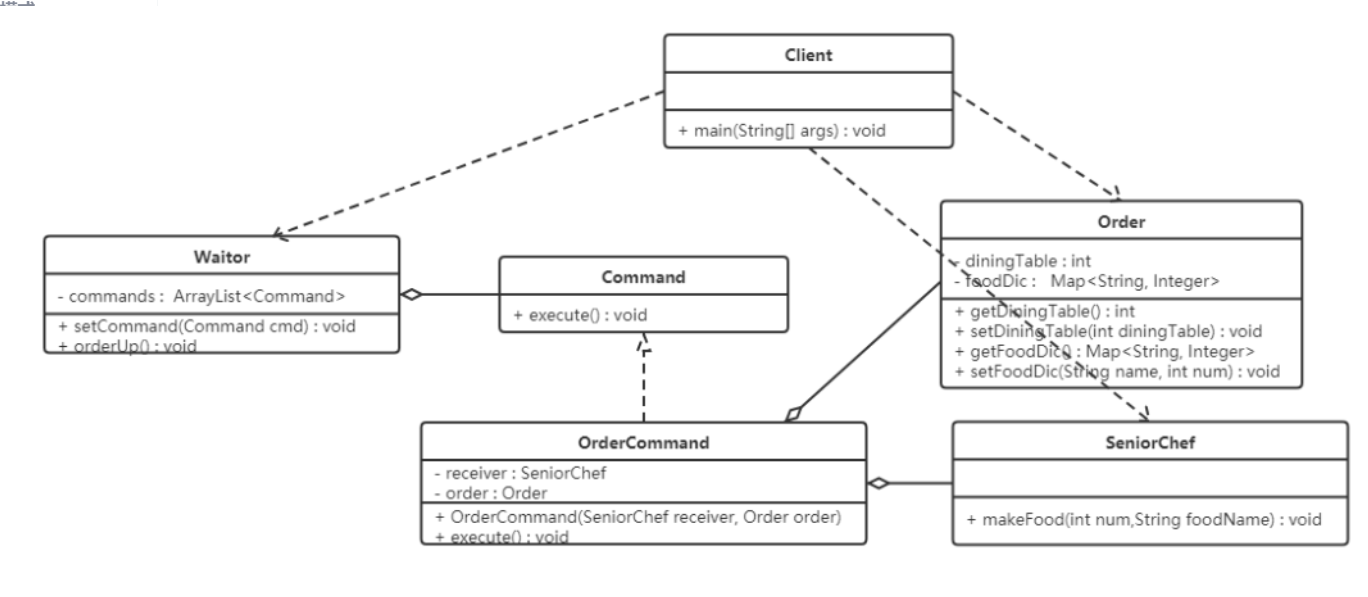 Client
+ main(String[] args) : void
Waitor
- commands : ArrayList<Command>
+ setCommand(Command cmd) : void
+ orderUp() : void
Command
+ execute() : void
Order
- diningTable : int
- foodDic : Map<String, Integer>
+ getDiningTable() : int
+ setDiningTable(int diningTable) : void
+ getFoodDic() : Map<String, Integer>
+ setFoodDic(String name, int num) : void
OrderCommand
- receiver : SeniorChef
- order : Order
+ OrderCommand(SeniorChef receiver, Order order)
+ execute() : void
SeniorChef
+ makeFood(int num,String foodName) : void